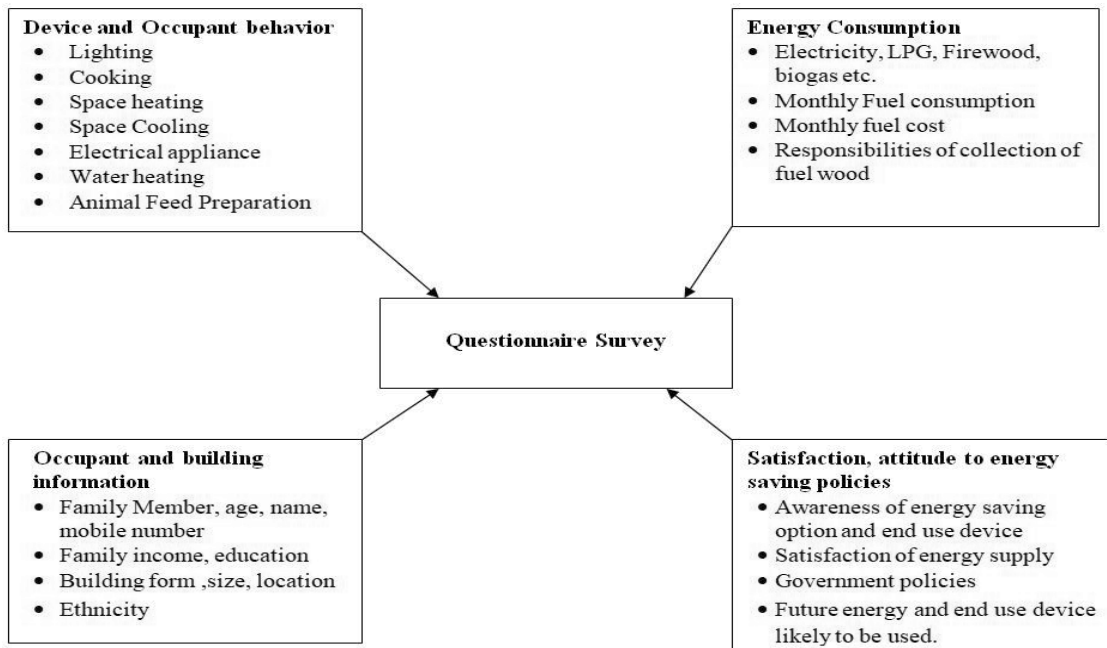 Device and Occupant behavior
• Lighting
• Cooking
• Space heating
• Space Cooling
• Electrical appliance
• Water heating
• Animal Feed Preparation
Energy Consumption
• Electricity, LPG, Firewood,
biogas etc.
• Monthly Fuel consumption
• Monthly fuel cost
• Responsibilities of collection of
fuel wood
Questionnaire Survey
Occupant and building
information
• Family Member, age, name,
mobile number
• Family income, education
• Building form ,size, location
• Ethnicity
Satisfaction, attitude to energy
saving policies
• Awareness of energy saving
option and end use device
• Satisfaction of energy supply
• Government policies
• Future energy and end use device
likely to be used.